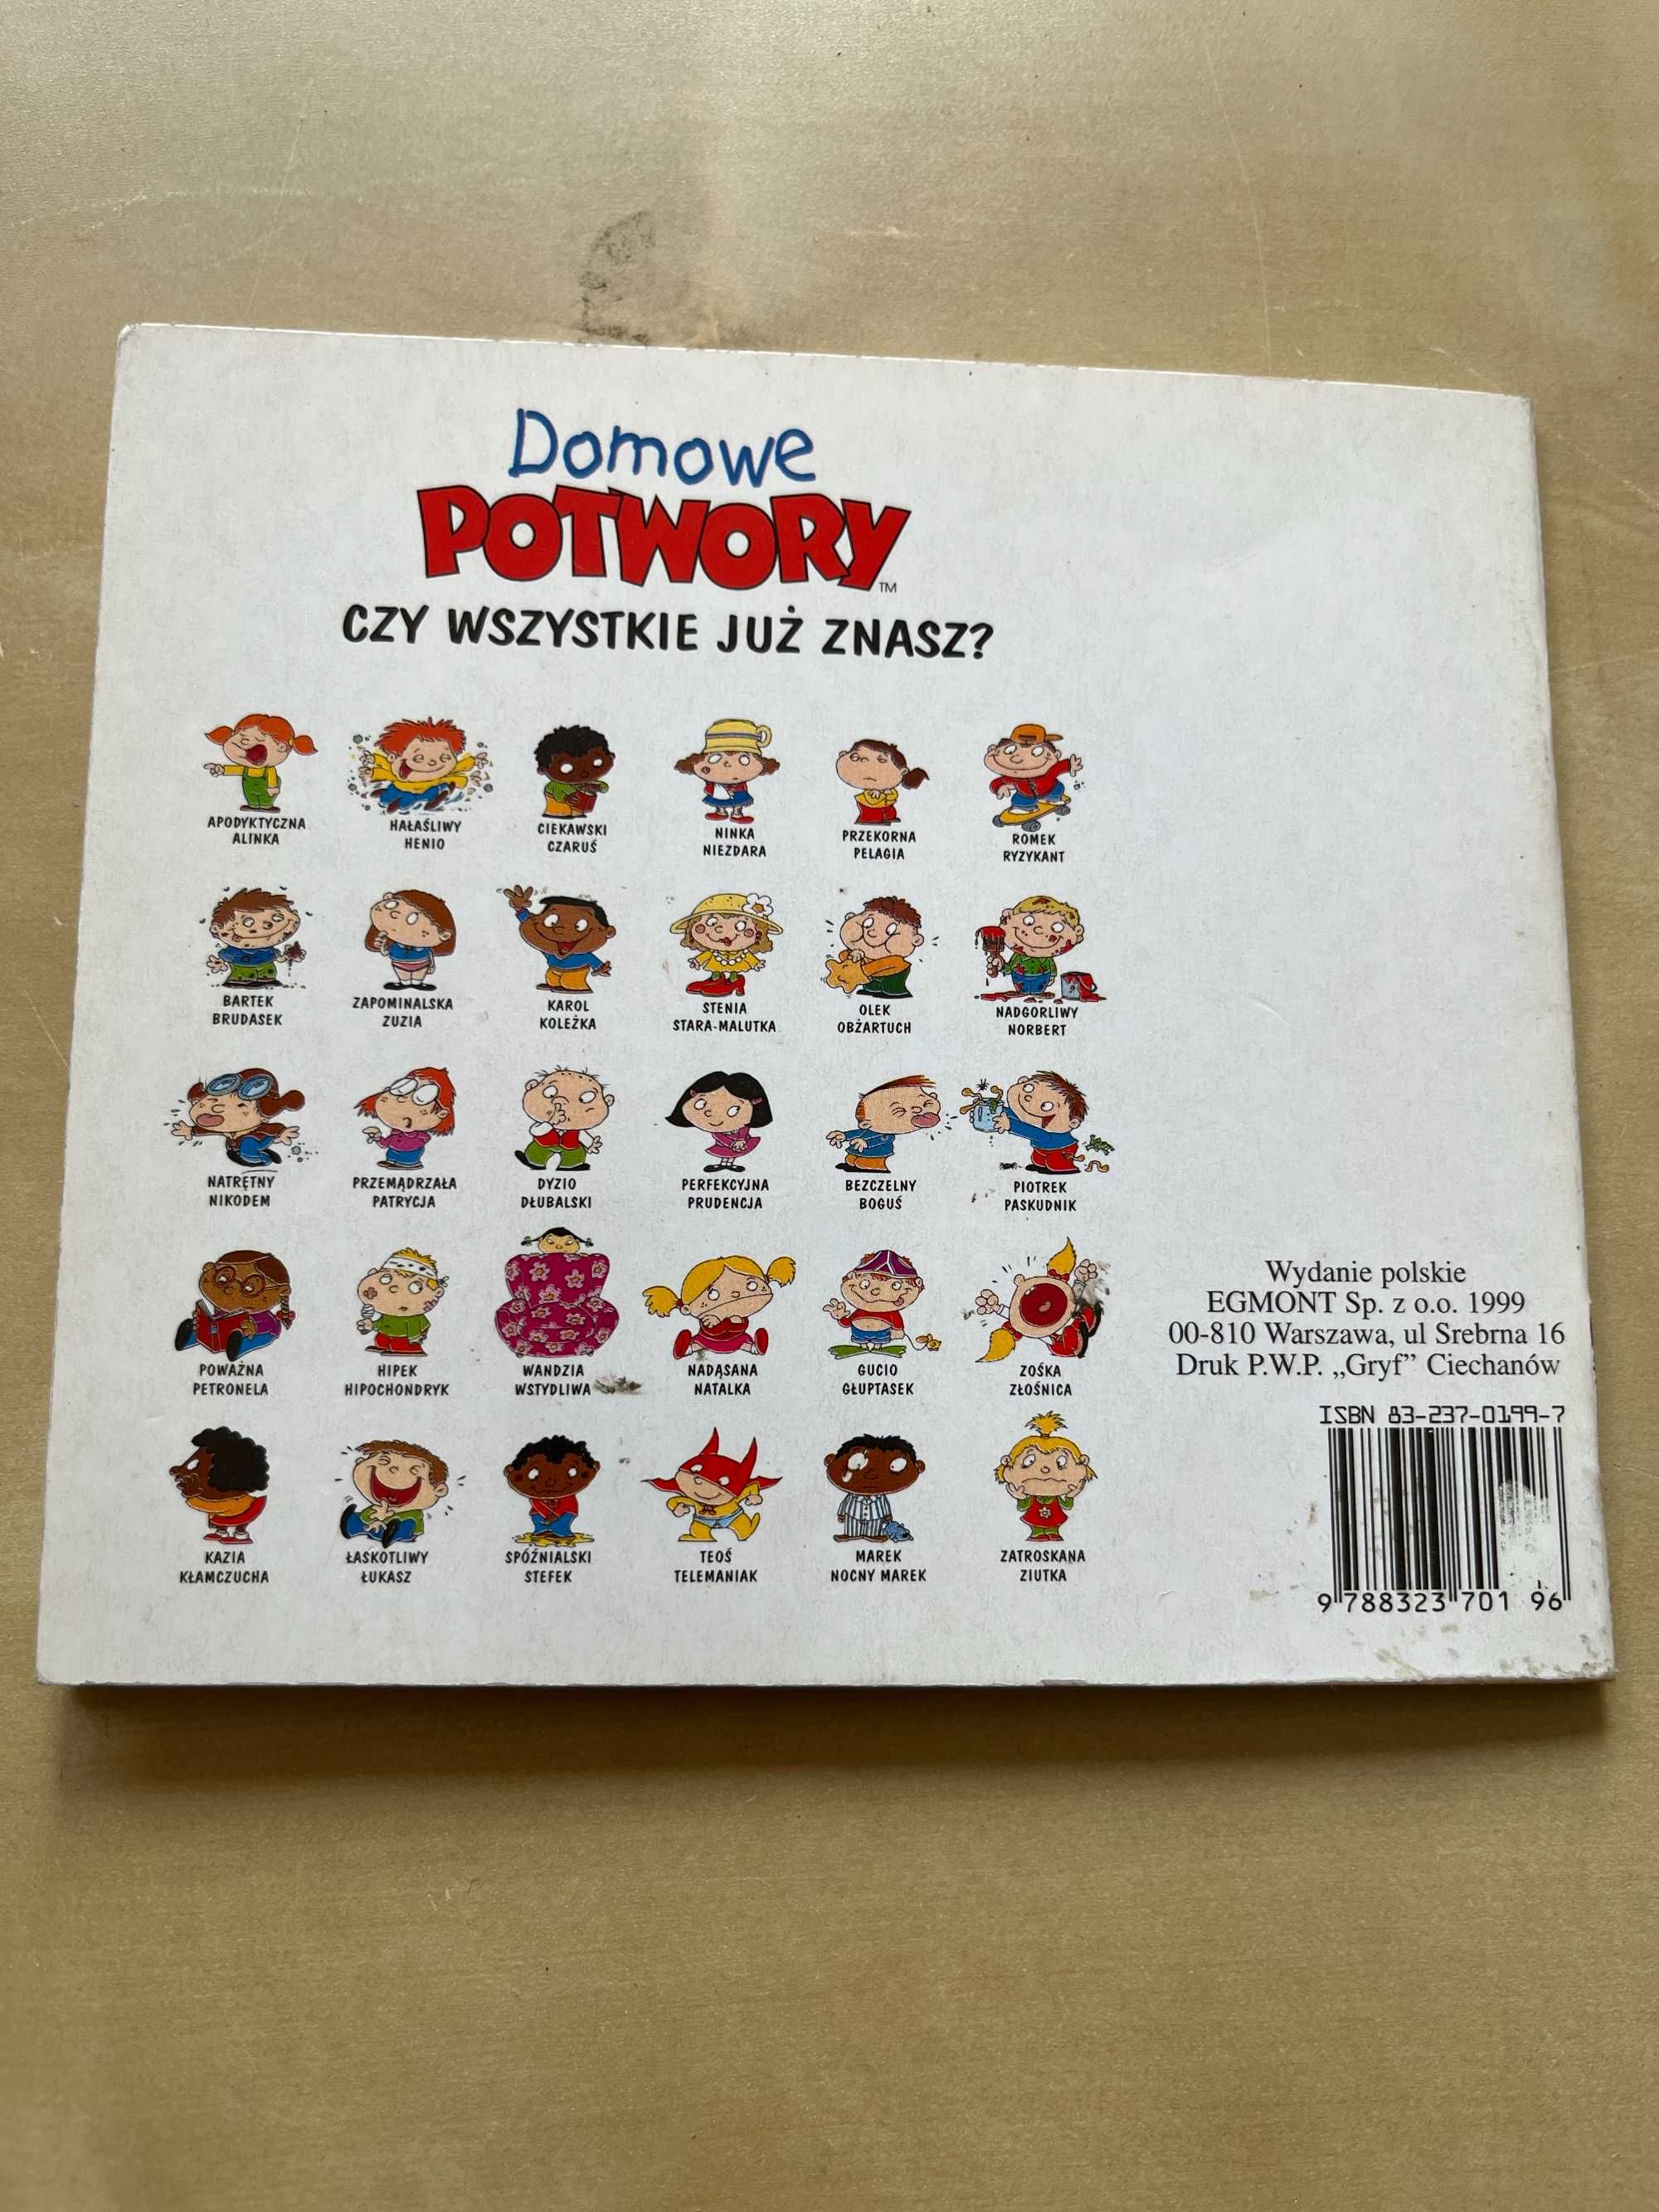 Domowe
POTWORY
TM
CZY WSZYSTKIE JUŻ ZNASZ?
APODYKTYCZNA
ALINKA
HAŁAŚLIWY
HENIO
CIEKAWSKI
CZARUŚ
NINKA
NIEZDARA
PRZEKORNA
PELAGIA
ROMEK
RYZYKANT
BARTEK
BRUDASEK
ZAPOMINALSKA
ZUZIA
KAROL
KOLEŻKA
STENIA
STARA-MALUTKA
OLEK
OBŻARTUCH
NADGORLIWY
NORBERT
NATRĘTNY
NIKODEM
PRZEMĄDRZAŁA
PATRYCJA
DYZIO
DŁUBALSKI
PERFEKCYJNA
PRUDENCJA
BEZCZELNY
BOGUŚ
PIOTREK
PASKUDNIK
POWAŻNA
PETRONELA
HIPEK
HIPOCHONDRYK
WANDZIA
WSTYDLIWA
NADĄSANA
NATALKA
GUCIO
GŁUPTASEK
ZOŚKA
ZŁOŚNICA
KAZIA
KŁAMCZUCHA
ŁASKOTLIWY
ŁUKASZ
SPÓŹNIALSKI
STEFEK
TEOŚ
TELEMANIAK
MAREK
NOCNY MAREK
ZATROSKANA
ZIUTKA
Wydanie polskie
EGMONT Sp. z o.o. 1999
00-810 Warszawa, ul Srebrna 16
Druk P.W.P. „Gryf” Ciechanów
ISBN 83-237-0199-7
9 788323 701 96